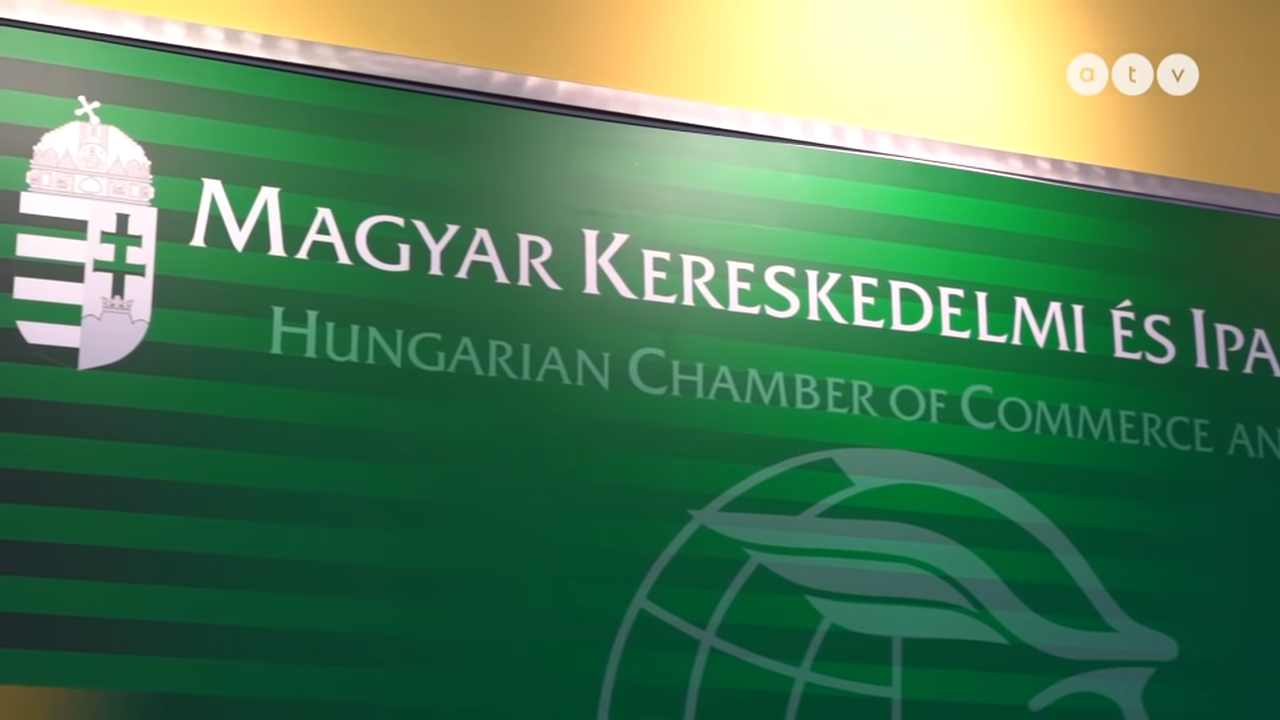 atv
MAGYAR KERESKEDELMI ÉS IPA
HUNGARIAN CHAMBER OF COMMERCE AN